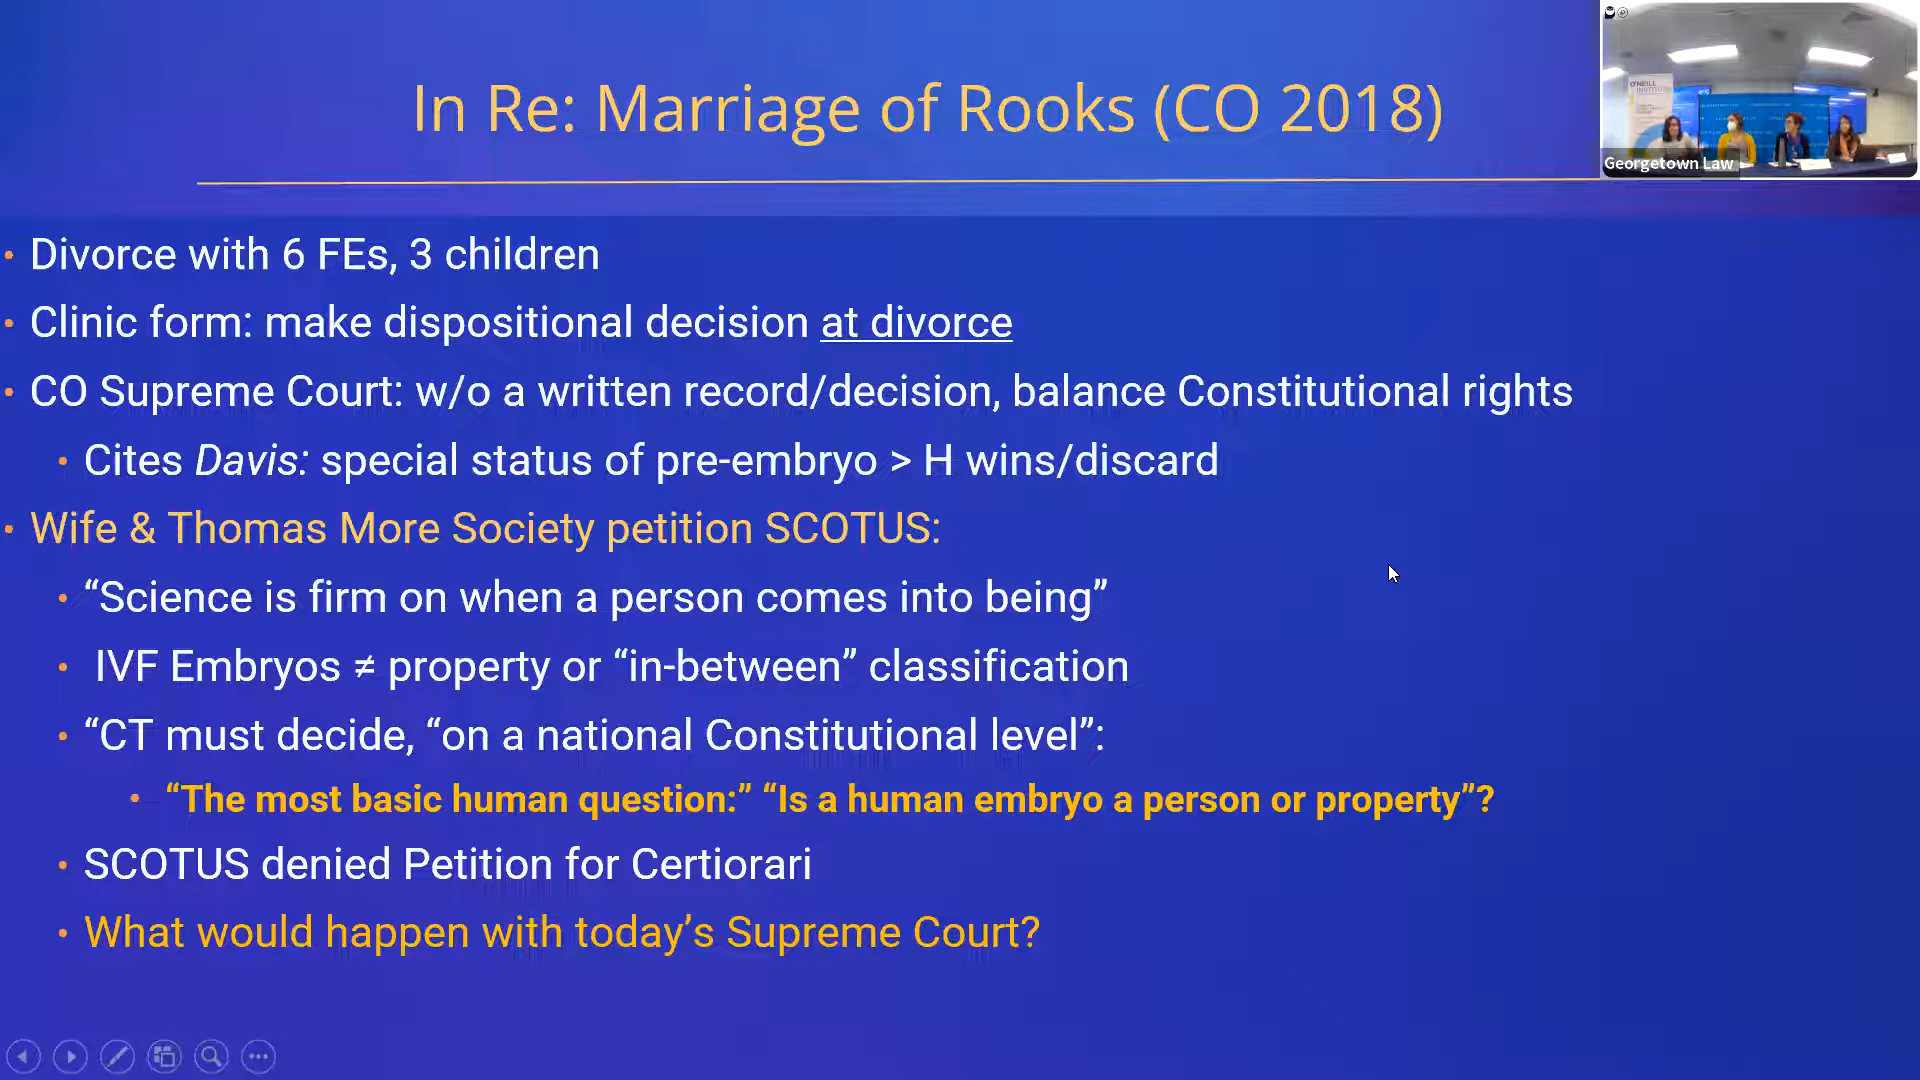 In Re: Marriage of Rooks (CO 2018)
O'NEILL
INSTITUTE
Georgetown Law
• Divorce with 6 FEs, 3 children
• Clinic form: make dispositional decision at divorce
• CO Supreme Court: w/o a written record/decision, balance Constitutional rights
• Cites Davis: special status of pre-embryo > H wins/discard
• Wife & Thomas More Society petition SCOTUS:
• “Science is firm on when a person comes into being”
• IVF Embryos ≠ property or “in-between” classification
• “CT must decide, “on a national Constitutional level”:
• “The most basic human question:” “Is a human embryo a person or property”?
• SCOTUS denied Petition for Certiorari
• What would happen with today’s Supreme Court?